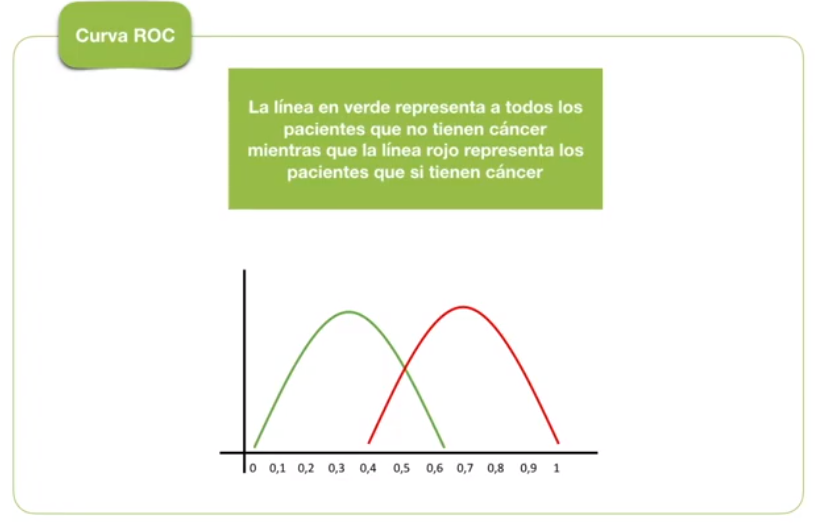 Curva ROC
La línea en verde representa a todos los
pacientes que no tienen cáncer
mientras que la línea rojo representa los
pacientes que si tienen cáncer
0 0,1 0,2 0,3 0,4 0,5 0,6 0,7 0,8 0,9 1